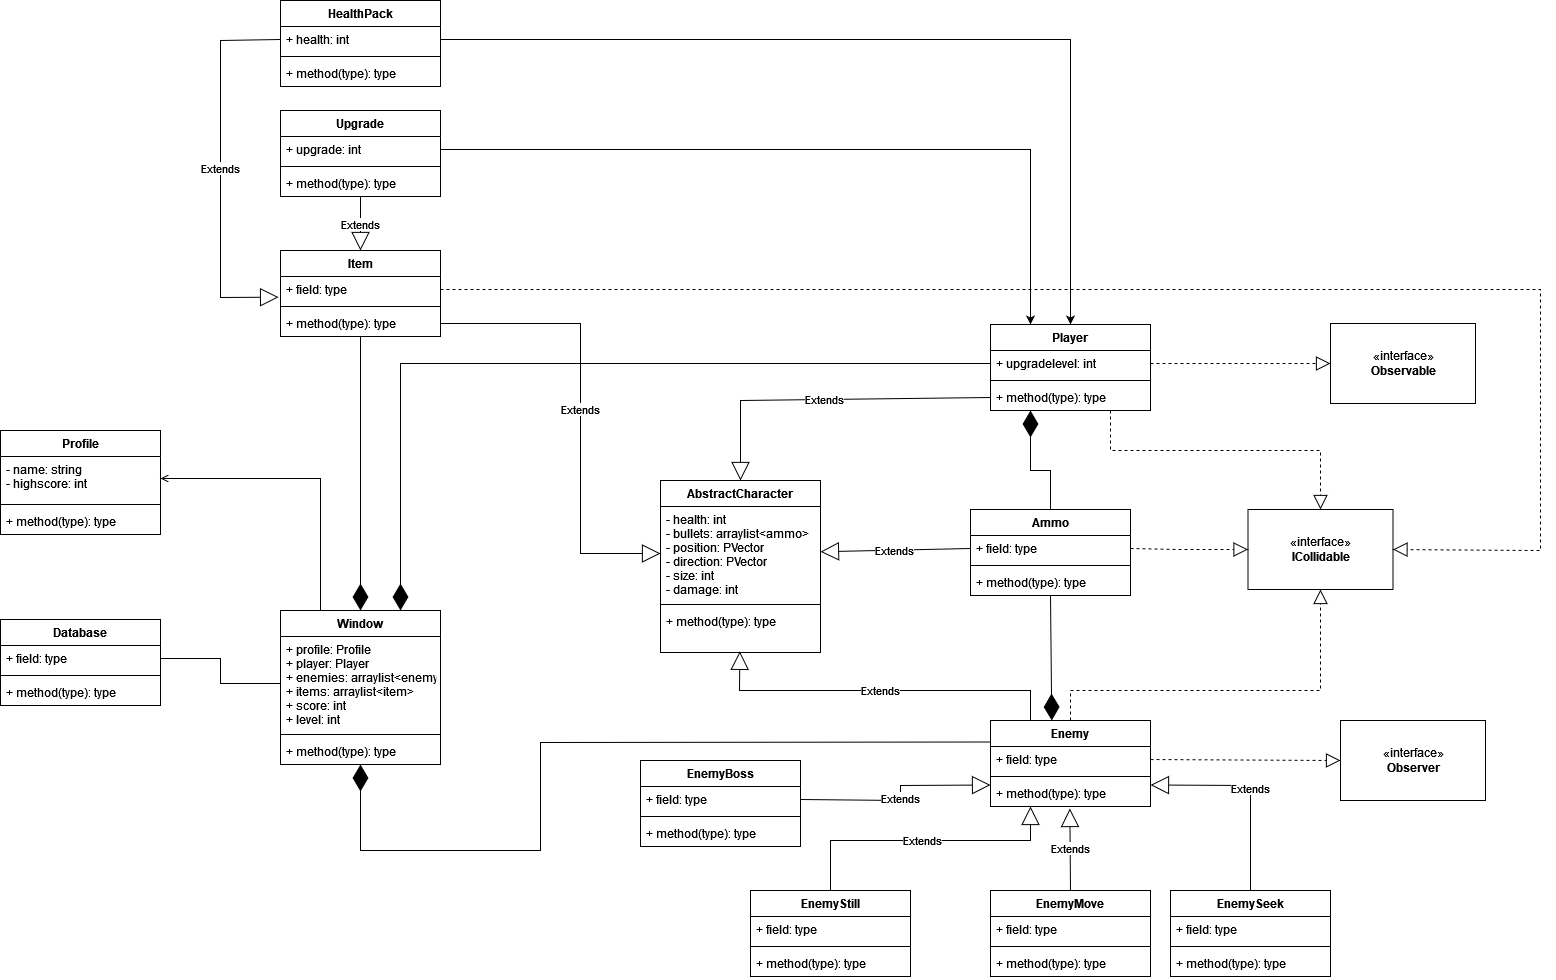 HealthPack
+ health: int
+ method(type): type
Upgrade
+ upgrade: int
+ method(type): type
Extends
Extends
Item
+ field: type
+ method(type): type
Player
+ upgradelevel: int
+ method(type): type
«interface»
Observable
Extends
Extends
Profile
- name: string
- highscore: int
+ method(type): type
AbstractCharacter
- health: int
- bullets: arraylist<ammo>
- position: PVector
- direction: PVector
- size: int
- damage: int
+ method(type): type
Extends
Ammo
+ field: type
+ method(type): type
«interface»
ICollidable
Database
+ field: type
+ method(type): type
Window
+ profile: Profile
+ player: Player
+ enemies: arraylist<enemy
+ items: arraylist<item>
+ score: int
+ level: int
+ method(type): type
Extends
Enemy
+ field: type
+ method(type): type
«interface»
Observer
EnemyBoss
+ field: type
+ method(type): type
Extends
Extends
Extends
Extends
EnemyStill
+ field: type
+ method(type): type
EnemyMove
+ field: type
+ method(type): type
EnemySeek
+ field: type
+ method(type): type